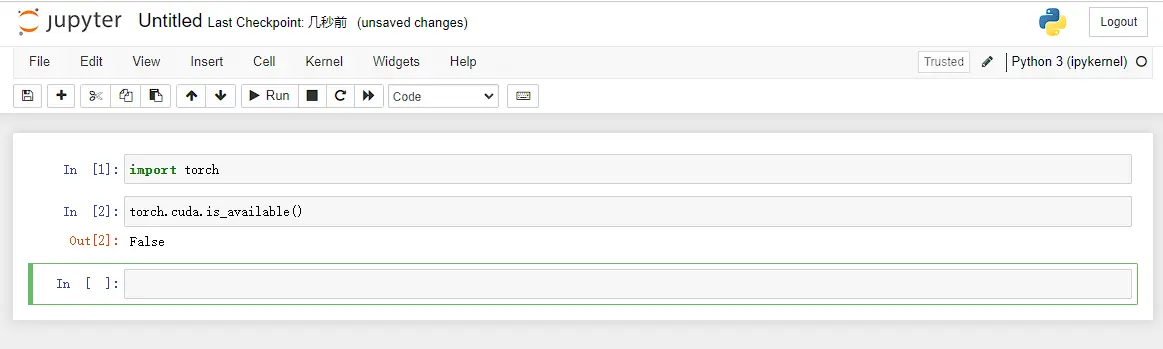 jupyter Untitled Last Checkpoint: 几秒前 (unsaved changes) Logout
File Edit View Insert Cell Kernel Widgets Help Trusted Python 3 (ipykernel)
Run Code
In [1]: import torch
In [2]: torch.cuda.is_available()
Out[2]: False
In [ ]: